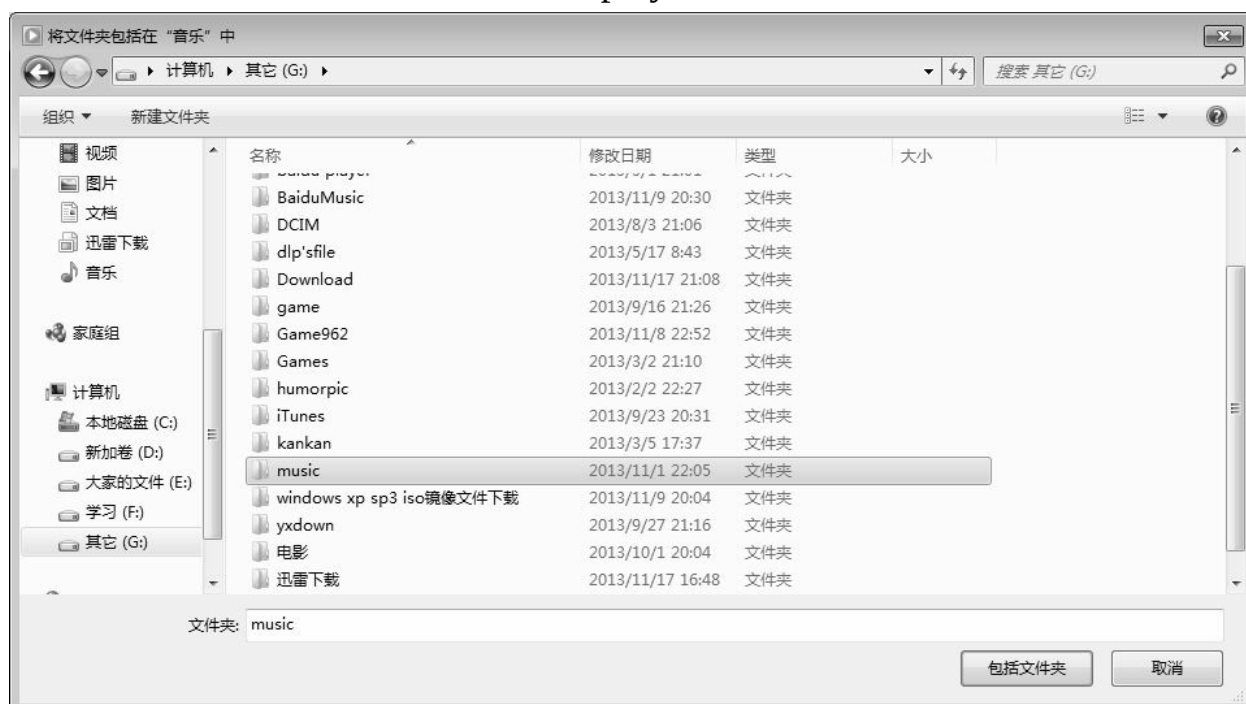 将文件夹包括在 "音乐" 中
计算机 其它 (G:)
搜索 其它 (G:)
组织 新建文件夹
视频
图片
文档
迅雷下载
音乐
家庭组
计算机
本地磁盘 (C:)
新加卷 (D:)
大家的文件 (E:)
学习 (F:)
其它 (G:)
名称 修改日期 类型 大小
BaiduMusic 2013/11/9 20:30 文件夹
DCIM 2013/8/3 21:06 文件夹
dlp'sfile 2013/5/17 8:43 文件夹
Download 2013/11/17 21:08 文件夹
game 2013/9/16 21:26 文件夹
Game962 2013/11/8 22:52 文件夹
Games 2013/3/2 21:10 文件夹
humorpic 2013/2/2 22:27 文件夹
iTunes 2013/9/23 20:31 文件夹
kankan 2013/3/5 17:37 文件夹
music 2013/11/1 22:05 文件夹
windows xp sp3 iso镜像文件下载 2013/11/9 20:04 文件夹
yxdown 2013/9/27 21:16 文件夹
电影 2013/10/1 20:04 文件夹
迅雷下载 2013/11/17 16:48 文件夹
文件夹: music
包括文件夹 取消